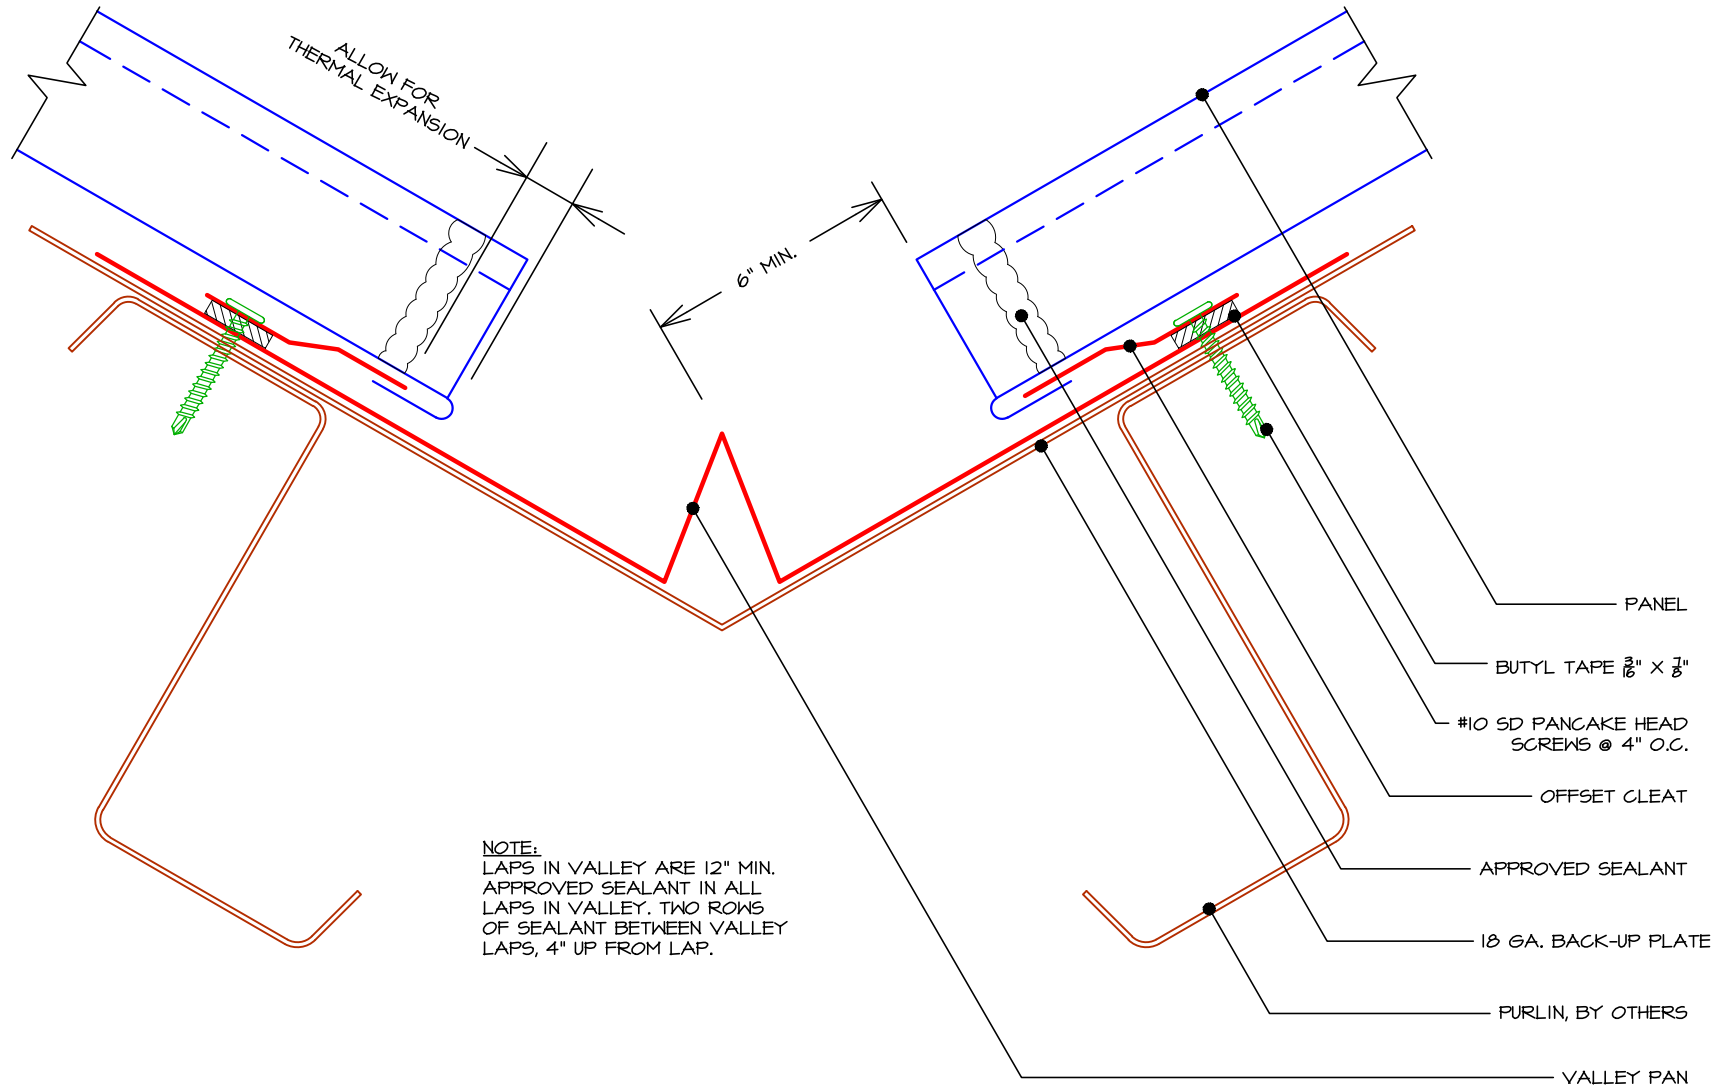 ALLOW FOR
THERMAL EXPANSION
6" MIN.
PANEL
BUTYL TAPE 3/16" X 7/8"
#10 SD PANCAKE HEAD
SCREWS @ 4" O.C.
OFFSET CLEAT
APPROVED SEALANT
18 GA. BACK-UP PLATE
PURLIN, BY OTHERS
VALLEY PAN
NOTE:
LAPS IN VALLEY ARE 12" MIN.
APPROVED SEALANT IN ALL
LAPS IN VALLEY. TWO ROWS
OF SEALANT BETWEEN VALLEY
LAPS, 4" UP FROM LAP.